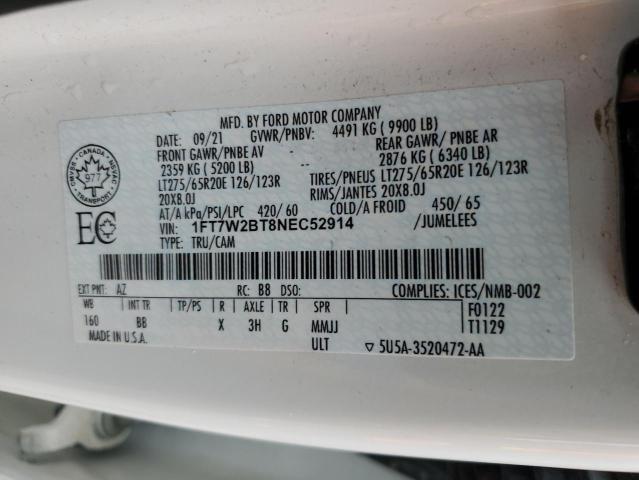 MFD. BY FORD MOTOR COMPANY
DATE: 09/21 GVWR/PNBV: 4491 KG ( 9900 LB)
FRONT GAWR/PNBE AV REAR GAWR/ PNBE AR
2359 KG ( 5200 LB) 2876 KG ( 6340 LB)
LT275/65R20E 126/123R TIRES/PNEUS LT275/65R20E 126/123R
20X8.0J RIMS/JANTES 20X8.0J
AT/A kPa/PSI/LPC 420/ 60 COLD/A FROID 450/ 65
VIN: 1FT7W2BT8NEC52914 /JUMELEES
TYPE: TRU/CAM
CANADA
977
TRANSPORT
EC
EXT PNT: AZ RC: B8 DSO: COMPLIES: ICES/NMB-002
WB INT TR TP/PS R AXLE TR SPR F0122
160 BB X 3H G MMJJ T1129
MADE IN U.S.A. ULT ▽ 5U5A-3520472-AA